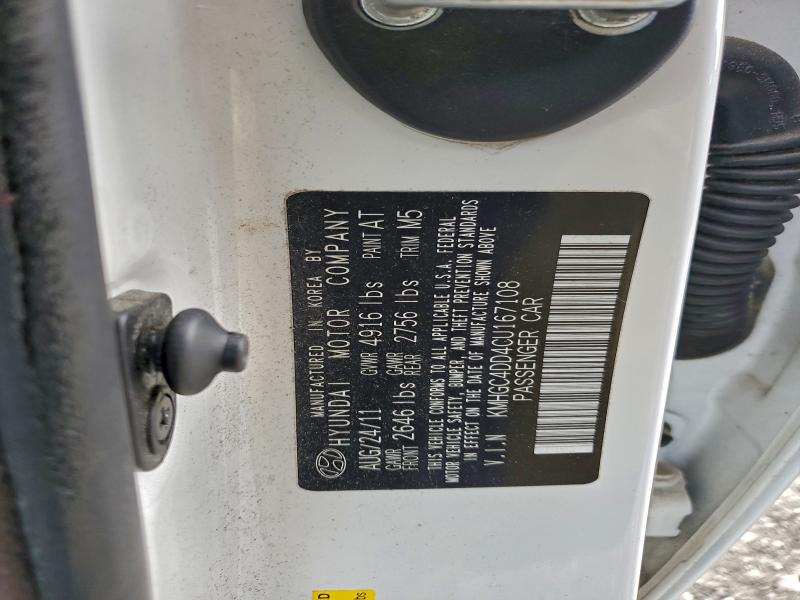 MANUFACTURED IN KOREA BY
HYUNDAI MOTOR COMPANY
AUG/24/11 GVWR 4916 lbs PAINT AT
GAWR FRONT 2646 lbs GAWR REAR 2756 lbs TRIM M5
THIS VEHICLE CONFORMS TO ALL APPLICABLE U.S.A. FEDERAL
MOTOR VEHICLE SAFETY, BUMPER, AND THEFT PREVENTION STANDARDS
IN EFFECT ON THE DATE OF MANUFACTURE SHOWN ABOVE
V.I.N KMHGC4DD4CU167108
PASSENGER CAR